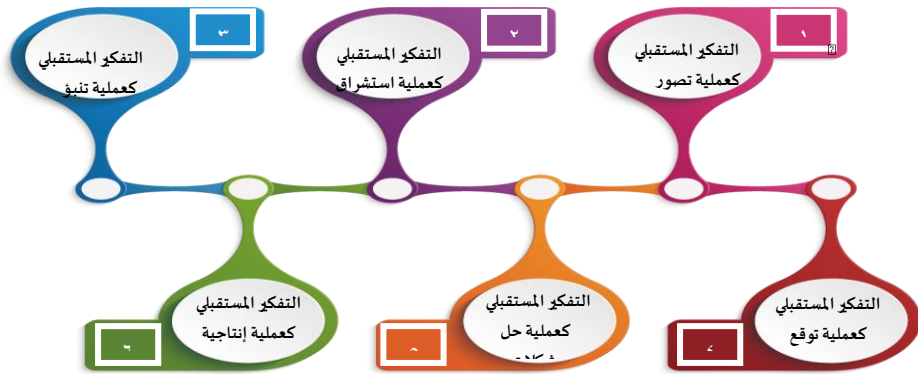 ١
التفكير المستقبلي
كعملية تصور
٢
التفكير المستقبلي
كعملية استشراق
٣
التفكير المستقبلي
كعملية تنبؤ
التفكير المستقبلي
كعملية توقع
التفكير المستقبلي
كعملية حل
التفكير المستقبلي
كعملية إنتاجية